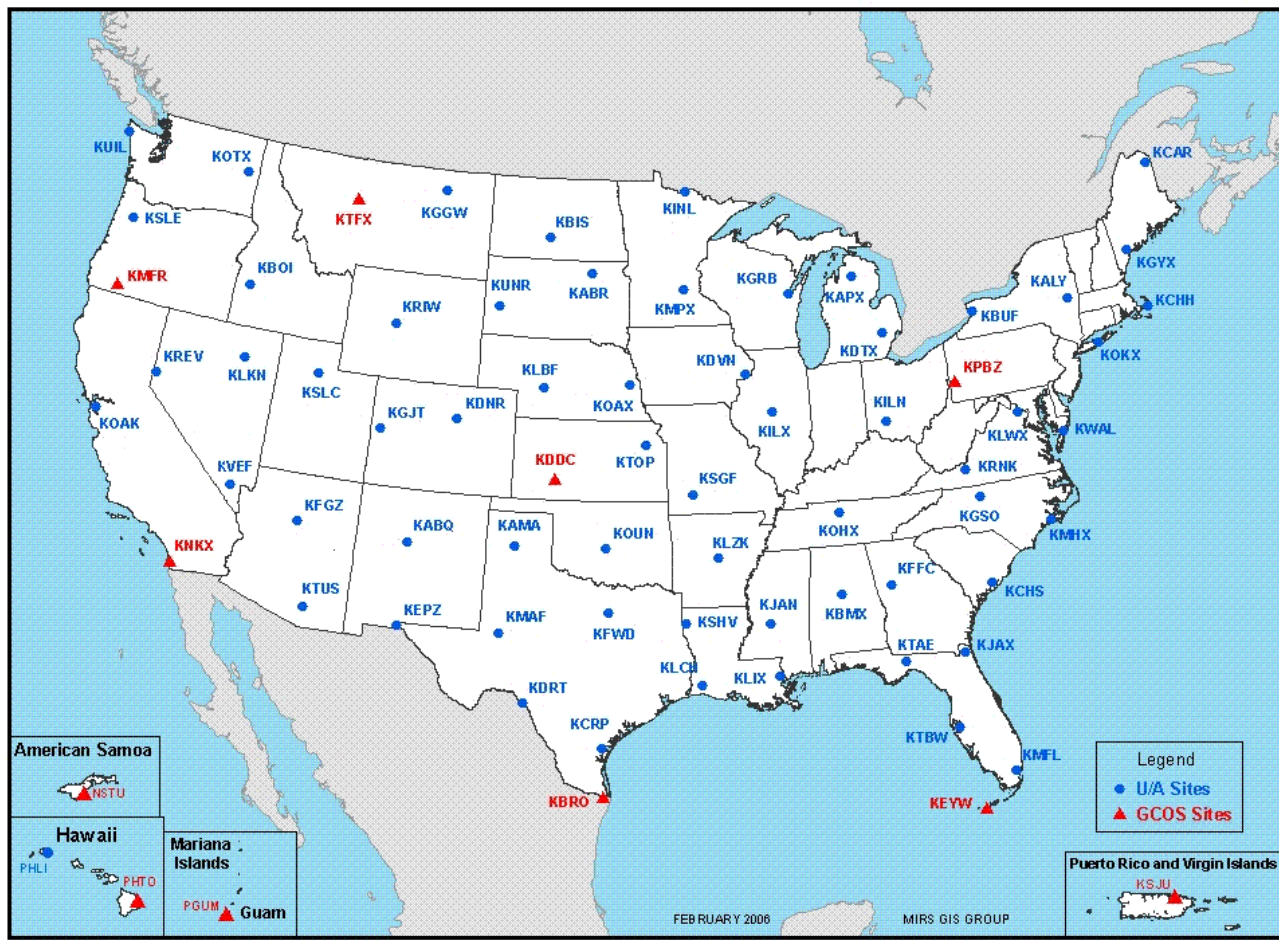 KCAR
KUIL
KOTX
KINL
KTFX
KGGW
KSLE
KBIS
KGYX
KBOI
KMFR
KUNR
KABR
KGRB
KAPX
KALY
KCHH
KRIW
KMPX
KBUF
KDTX
KOKX
KREV
KLKN
KDVN
KPBZ
KSLC
KLBF
KOAX
KDNR
KGJT
KILN
KOAK
KILX
KLWX
KWAL
KVEF
KDDC
KTOP
KSGF
KRNK
KFGZ
KABQ
KAMA
KOUN
KGSO
KOHX
KMHX
KNKX
KLZK
KFFC
KTUS
KEPZ
KMAF
KFWD
KSHV
KJAN
KBMX
KCHS
KTAE
KJAX
KLCH
KLIX
KDRT
KCRP
KTBW
KMFL
KBRO
KEYW
American Samoa
NSTU
Hawaii
PHLI
PHTO
Mariana
Islands
PGUM
Guam
Legend
U/A Sites
GCOS Sites
Puerto Rico and Virgin Islands
KSJU
FEBRUARY 2006
MIRS GIS GROUP